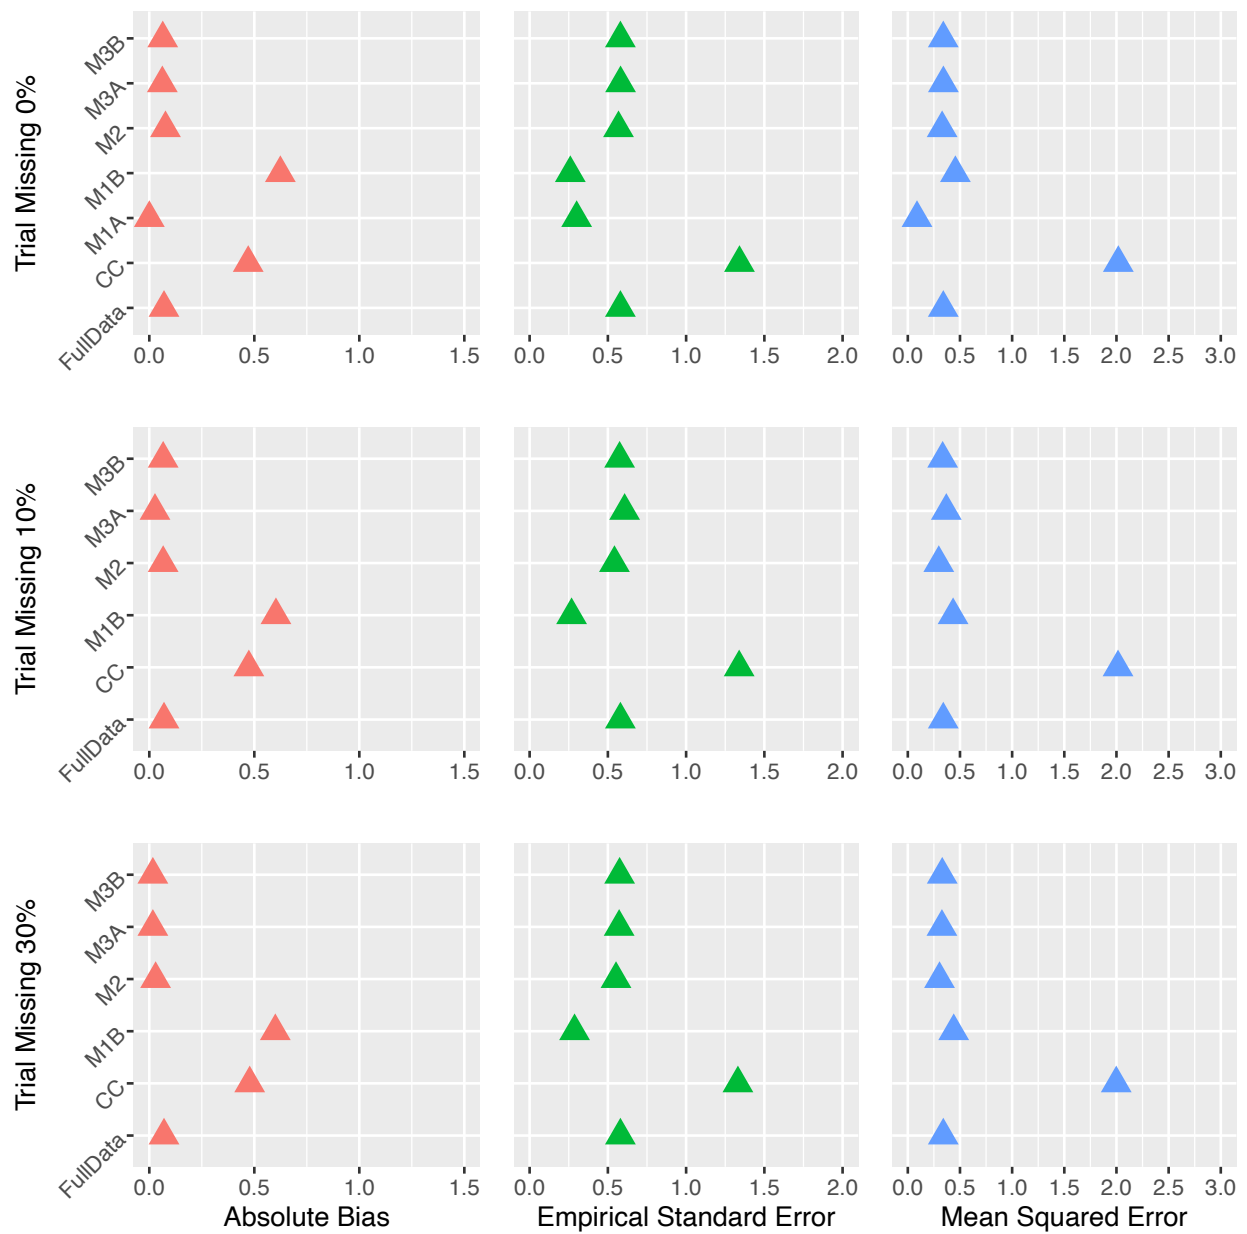 Trial Missing 0%
M3B
M3A
M2
M1B
M1A
CC
FullData
0.0 0.5 1.0 1.5
0.0 0.5 1.0 1.5 2.0
0.0 0.5 1.0 1.5 2.0 2.5 3.0
Trial Missing 10%
M3B
M3A
M2
M1B
CC
FullData
0.0 0.5 1.0 1.5
0.0 0.5 1.0 1.5 2.0
0.0 0.5 1.0 1.5 2.0 2.5 3.0
Trial Missing 30%
M3B
M3A
M2
M1B
CC
FullData
0.0 0.5 1.0 1.5
0.0 0.5 1.0 1.5 2.0
0.0 0.5 1.0 1.5 2.0 2.5 3.0
Absolute Bias
Empirical Standard Error
Mean Squared Error